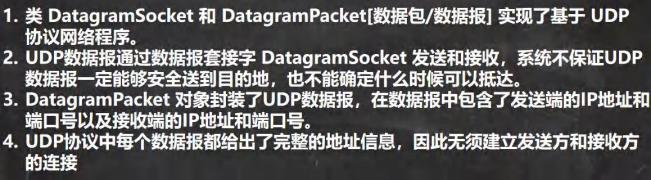 1. 类 DatagramSocket 和 DatagramPacket[数据包/数据报] 实现了基于 UDP
协议网络程序。
2. UDP数据报通过数据报套接字 DatagramSocket 发送和接收，系统不保证UDP
数据报一定能够安全送到目的地，也不能确定什么时候可以抵达。
3. DatagramPacket 对象封装了UDP数据报，在数据报中包含了发送端的IP地址和
端口号以及接收端的IP地址和端口号。
4. UDP协议中每个数据报都给出了完整的地址信息，因此无须建立发送方和接收方
的连接